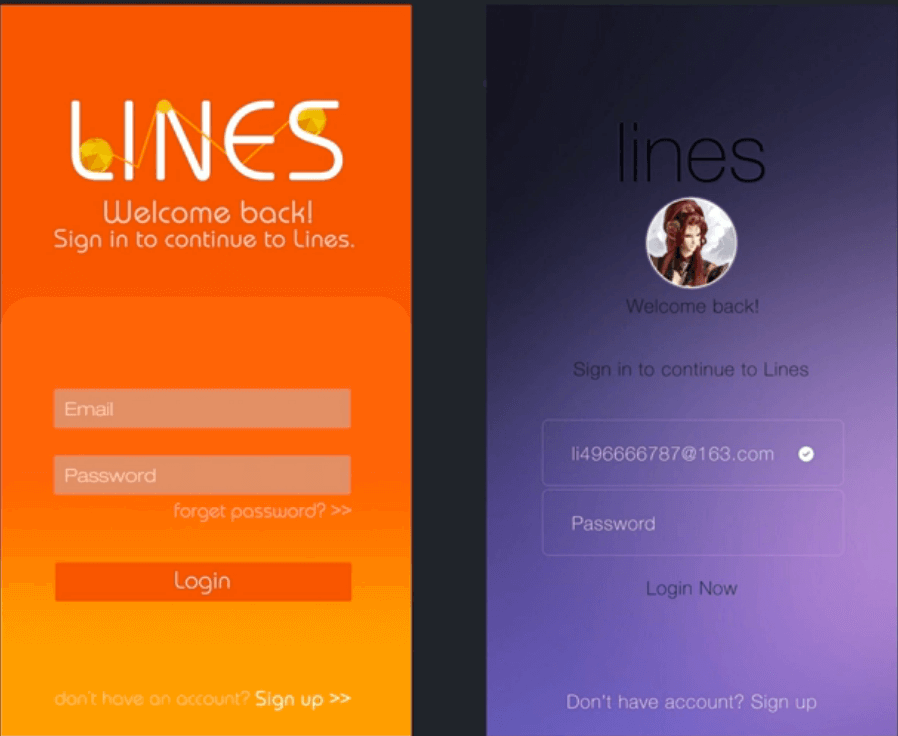 LINES
Welcome back!
Sign in to continue to Lines.
Email
Password
forget password? >>
Login
don't have an account? Sign up >>
lines
Welcome back!
Sign in to continue to Lines
li496666787@163.com
Password
Login Now
Don't have account? Sign up